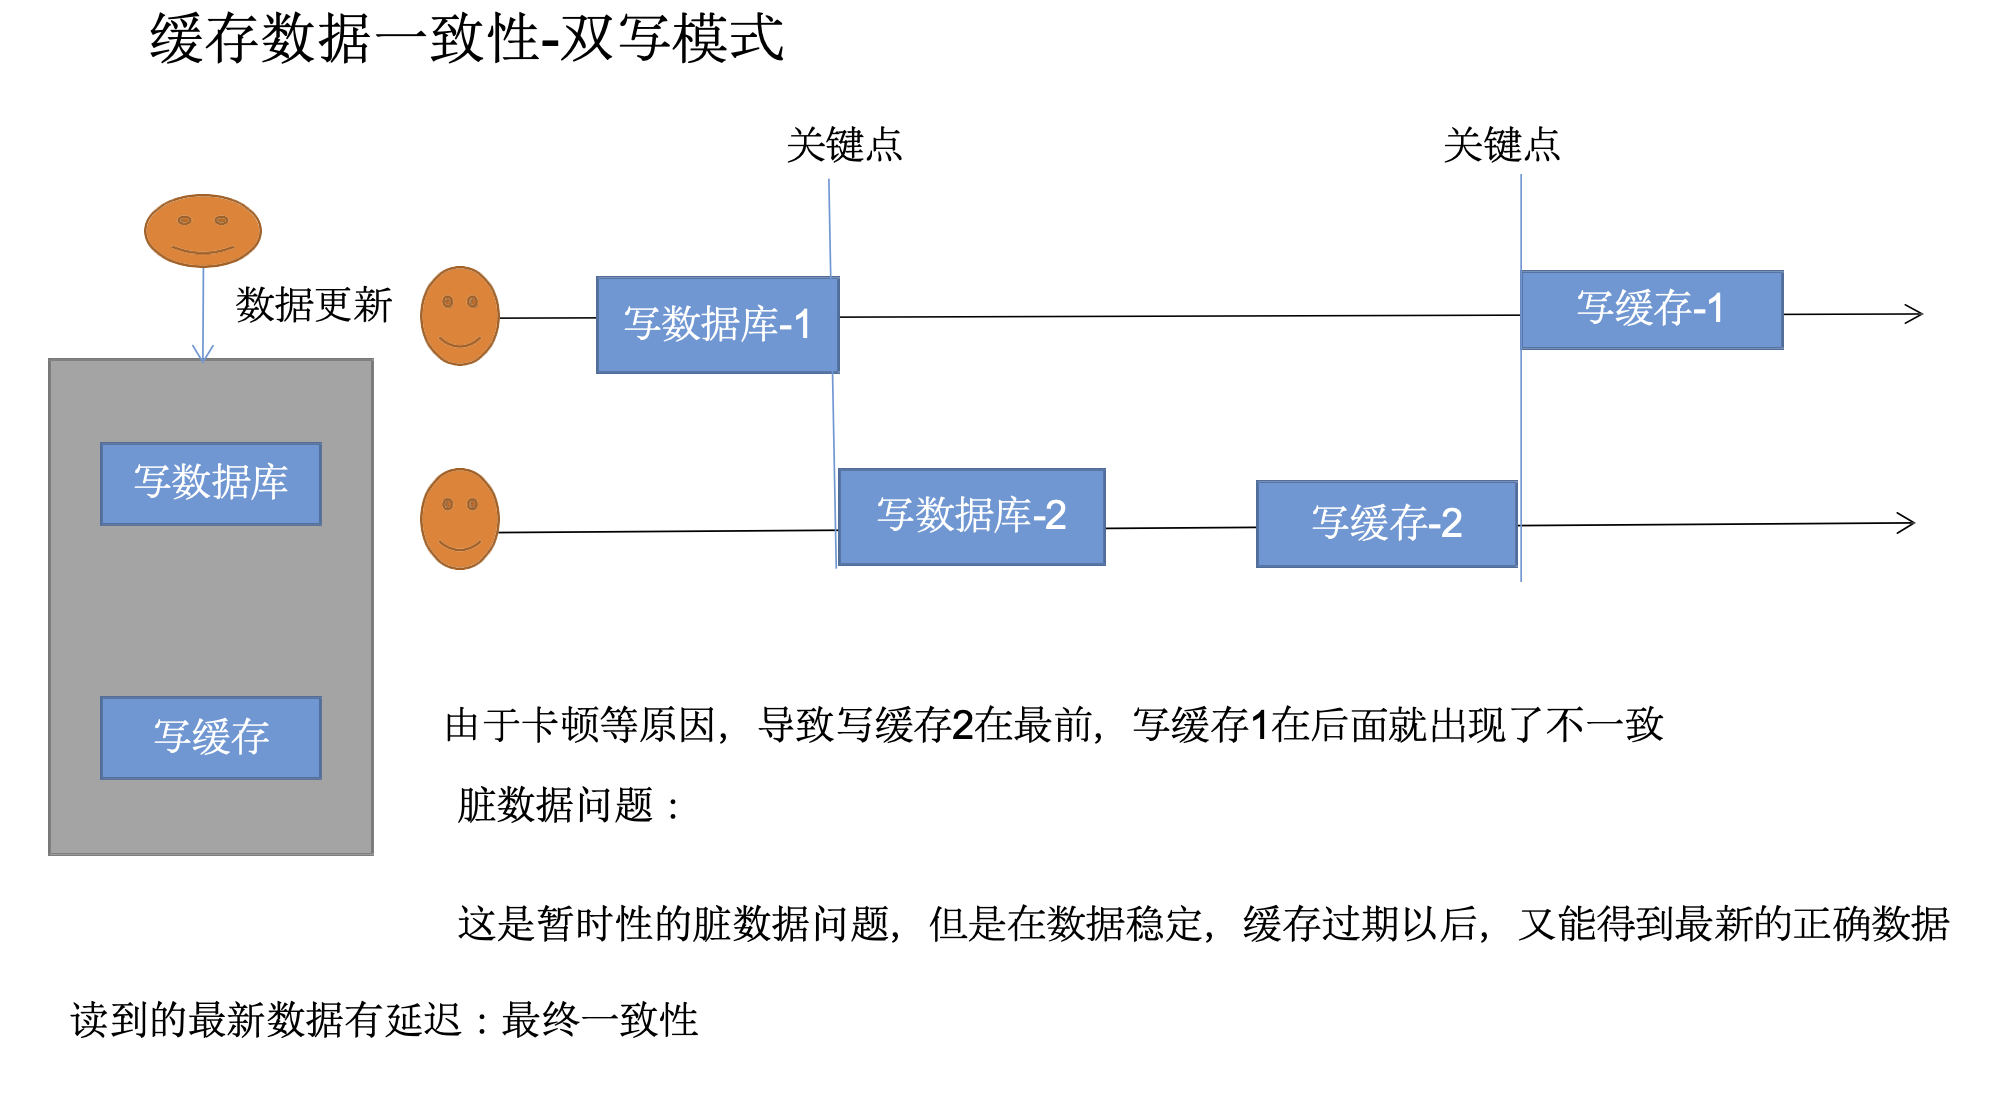 缓存数据一致性-双写模式
关键点
关键点
数据更新
写数据库-1
写缓存-1
写数据库
写数据库-2
写缓存-2
写缓存
由于卡顿等原因，导致写缓存2在最前，写缓存1在后面就出现了不一致
脏数据问题：
这是暂时性的脏数据问题，但是在数据稳定，缓存过期以后，又能得到最新的正确数据
读到的最新数据有延迟：最终一致性